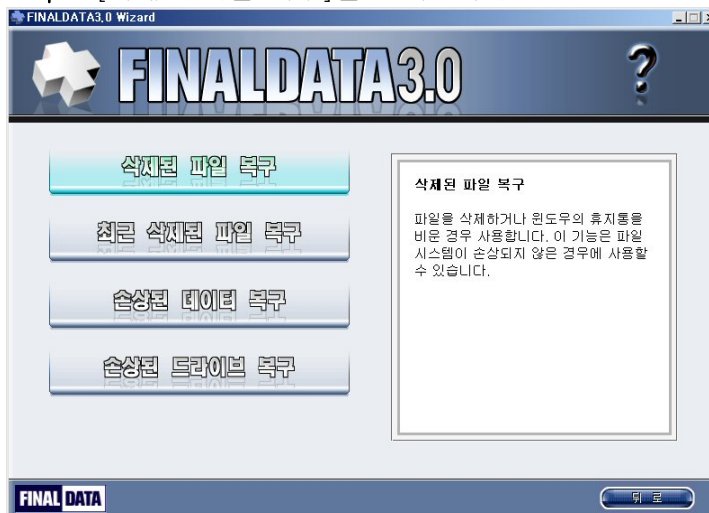 FINALDATA3,0 Wizard
FINALDATA3.0
?
삭제된 파일 복구
최근 삭제된 파일 복구
손상된 데이터 복구
손상된 드라이브 복구
삭제된 파일 복구
파일을 삭제하거나 윈도우의 휴지통을
비운 경우 사용합니다. 이 기능은 파일
시스템이 손상되지 않은 경우에 사용할
수 있습니다.
FINAL DATA
뒤 로